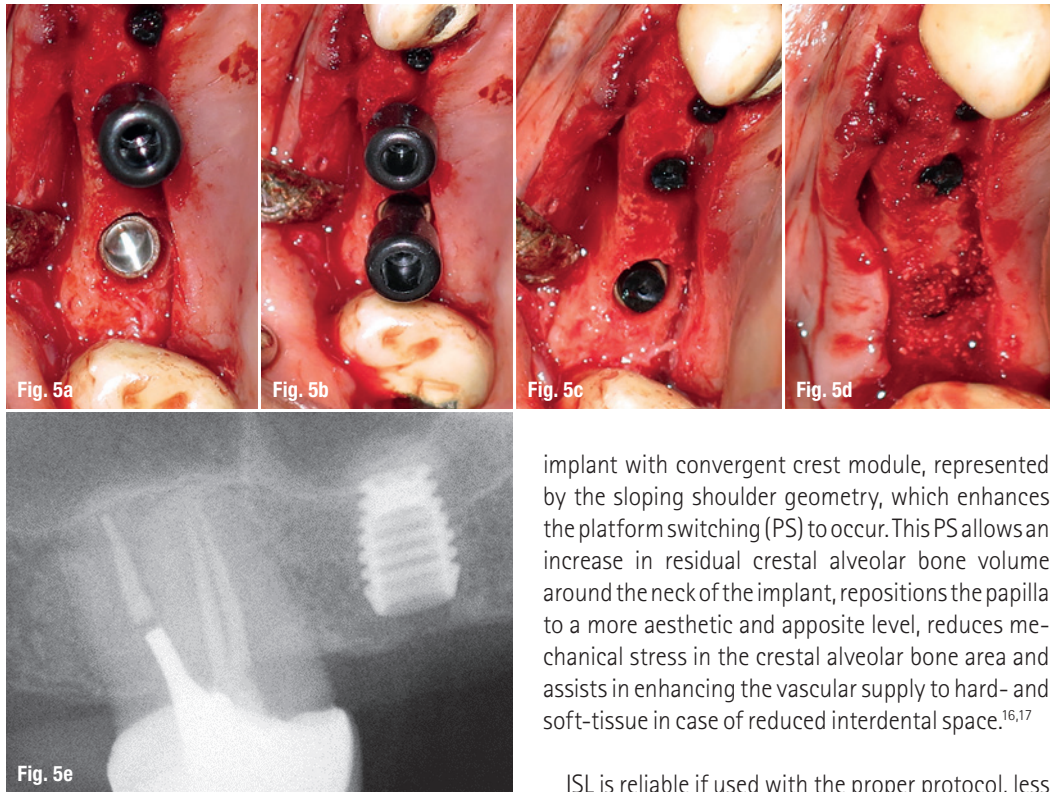 Fig. 5a
Fig. 5b
Fig. 5c
Fig. 5d
Fig. 5e
implant with convergent crest module, represented
by the sloping shoulder geometry, which enhances
the platform switching (PS) to occur. This PS allows an
increase in residual crestal alveolar bone volume
around the neck of the implant, repositions the papilla
to a more aesthetic and apposite level, reduces me-
chanical stress in the crestal alveolar bone area and
assists in enhancing the vascular supply to hard- and
soft-tissue in case of reduced interdental space.16,17
ISL is reliable if used with the proper protocol, less